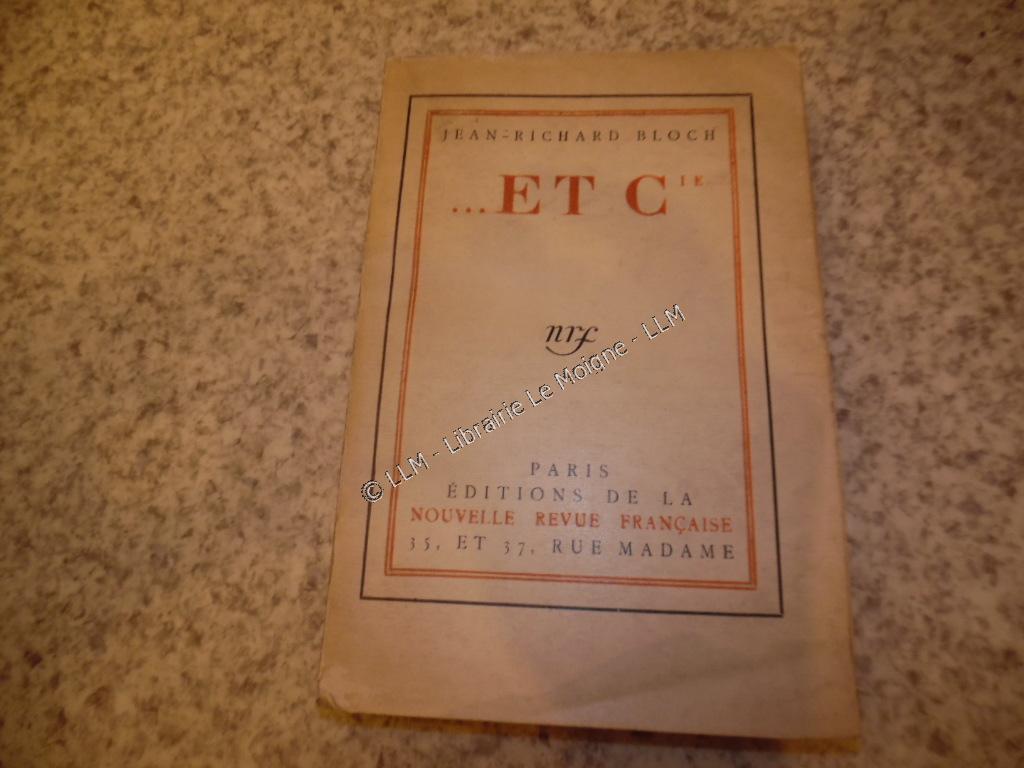 JEAN-RICHARD BLOCH
...ET CIE
nrf
© LLM - Librairie Le Moigne - LLM
PARIS
ÉDITIONS DE LA
NOUVELLE REVUE FRANÇAISE
35, ET 37, RUE MADAME